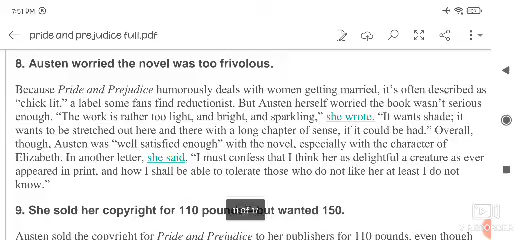 7:51 PM
pride and prejudice full.pdf
8. Austen worried the novel was too frivolous.
Because Pride and Prejudice humorously deals with women getting married, it's often described as
“chick lit,” a label some fans find reductionist. But Austen herself worried the book wasn't serious
enough. “The work is rather too light, and bright, and sparkling,” she wrote. “It wants shade;
it wants to be stretched out here and there with a long chapter of sense, if it could be had.” Overall,
though, Austen was “well satisfied enough” with the novel, especially with the character of
Elizabeth. In another letter, she said, “I must confess that I think her as delightful a creature as ever
appeared in print, and how I shall be able to tolerate those who do not like her at least I do not
know.”
9. She sold her copyright for 110 but wanted 150.
Austen sold the copyright for Pride and Prejudice to her publishers for 110 pounds, even though
RECORDER